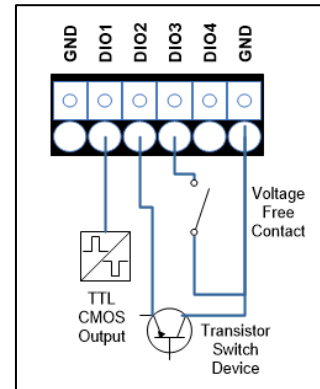 GND
DIO1
DIO2
DIO3
DIO4
GND
Voltage
Free
Contact
TTL
CMOS
Output
Transistor
Switch
Device